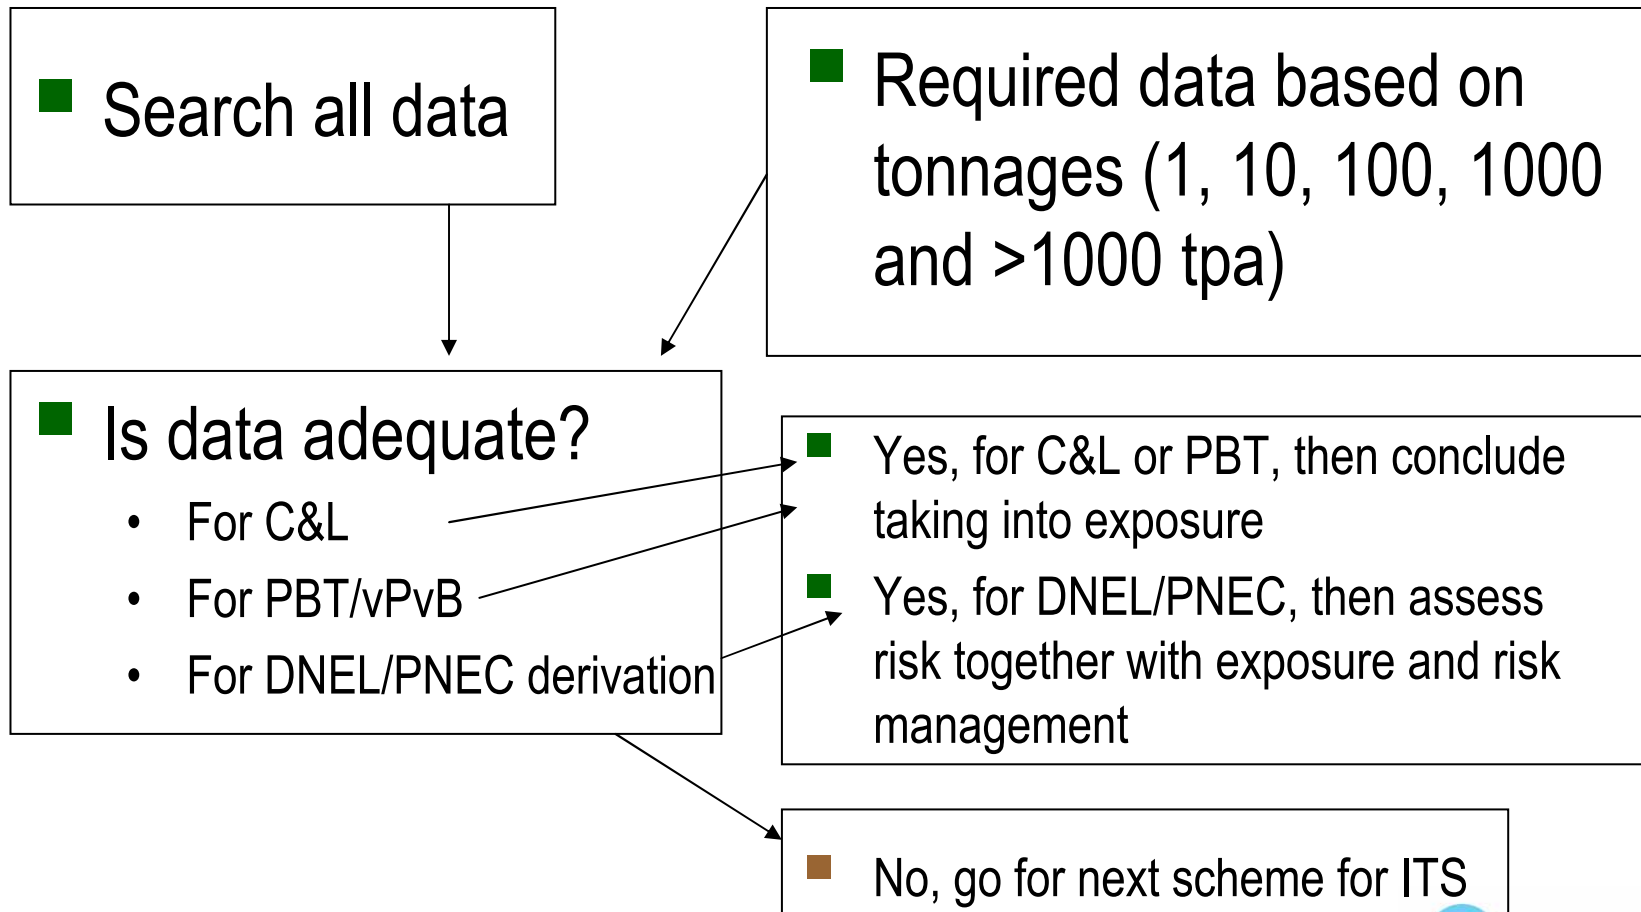 Search all data
Required data based on
tonnages (1, 10, 100, 1000
and >1000 tpa)
Is data adequate?
• For C&L
• For PBT/vPvB
• For DNEL/PNEC derivation
Yes, for C&L or PBT, then conclude
taking into exposure
Yes, for DNEL/PNEC, then assess
risk together with exposure and risk
management
No, go for next scheme for ITS